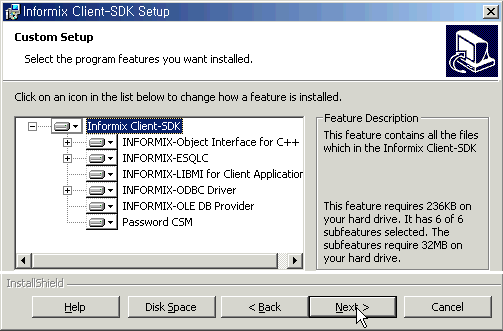 Informix Client-SDK Setup
Custom Setup
Select the program features you want installed.
Click on an icon in the list below to change how a feature is installed.
Informix Client-SDK
INFORMIX-Object Interface for C++
INFORMIX-ESQLC
INFORMIX-LIBMI for Client Application
INFORMIX-ODBC Driver
INFORMIX-OLE DB Provider
Password CSM
Feature Description
This feature contains all the files
which in the Informix Client-SDK
This feature requires 236KB on
your hard drive. It has 6 of 6
subfeatures selected. The
subfeatures require 32MB on
your hard drive.
InstallShield
Help
Disk Space
< Back
Next >
Cancel